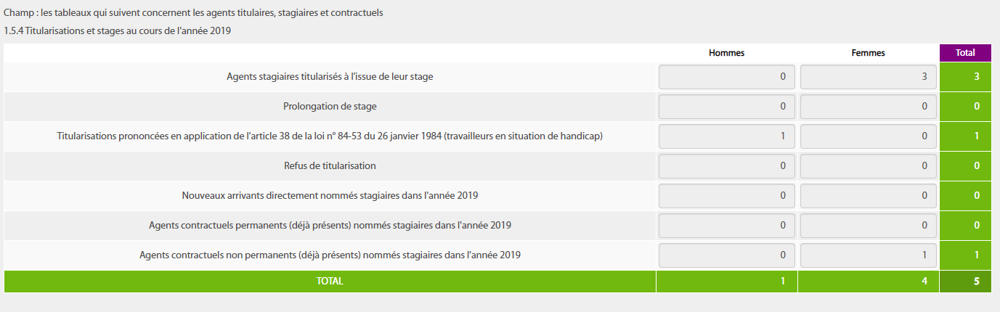 Champ : les tableaux qui suivent concernent les agents titulaires, stagiaires et contractuels
1.5.4 Titularisations et stages au cours de l'année 2019
Hommes Femmes Total
Agents stagiaires titularisés à l'issue de leur stage 0 3 3
Prolongation de stage 0 0 0
Titularisations prononcées en application de l'article 38 de la loi n° 84-53 du 26 janvier 1984 (travailleurs en situation de handicap) 1 0 1
Refus de titularisation 0 0 0
Nouveaux arrivants directement nommés stagiaires dans l'année 2019 0 0 0
Agents contractuels permanents (déjà présents) nommés stagiaires dans l'année 2019 0 0 0
Agents contractuels non permanents (déjà présents) nommés stagiaires dans l'année 2019 0 1 1
TOTAL 1 4 5